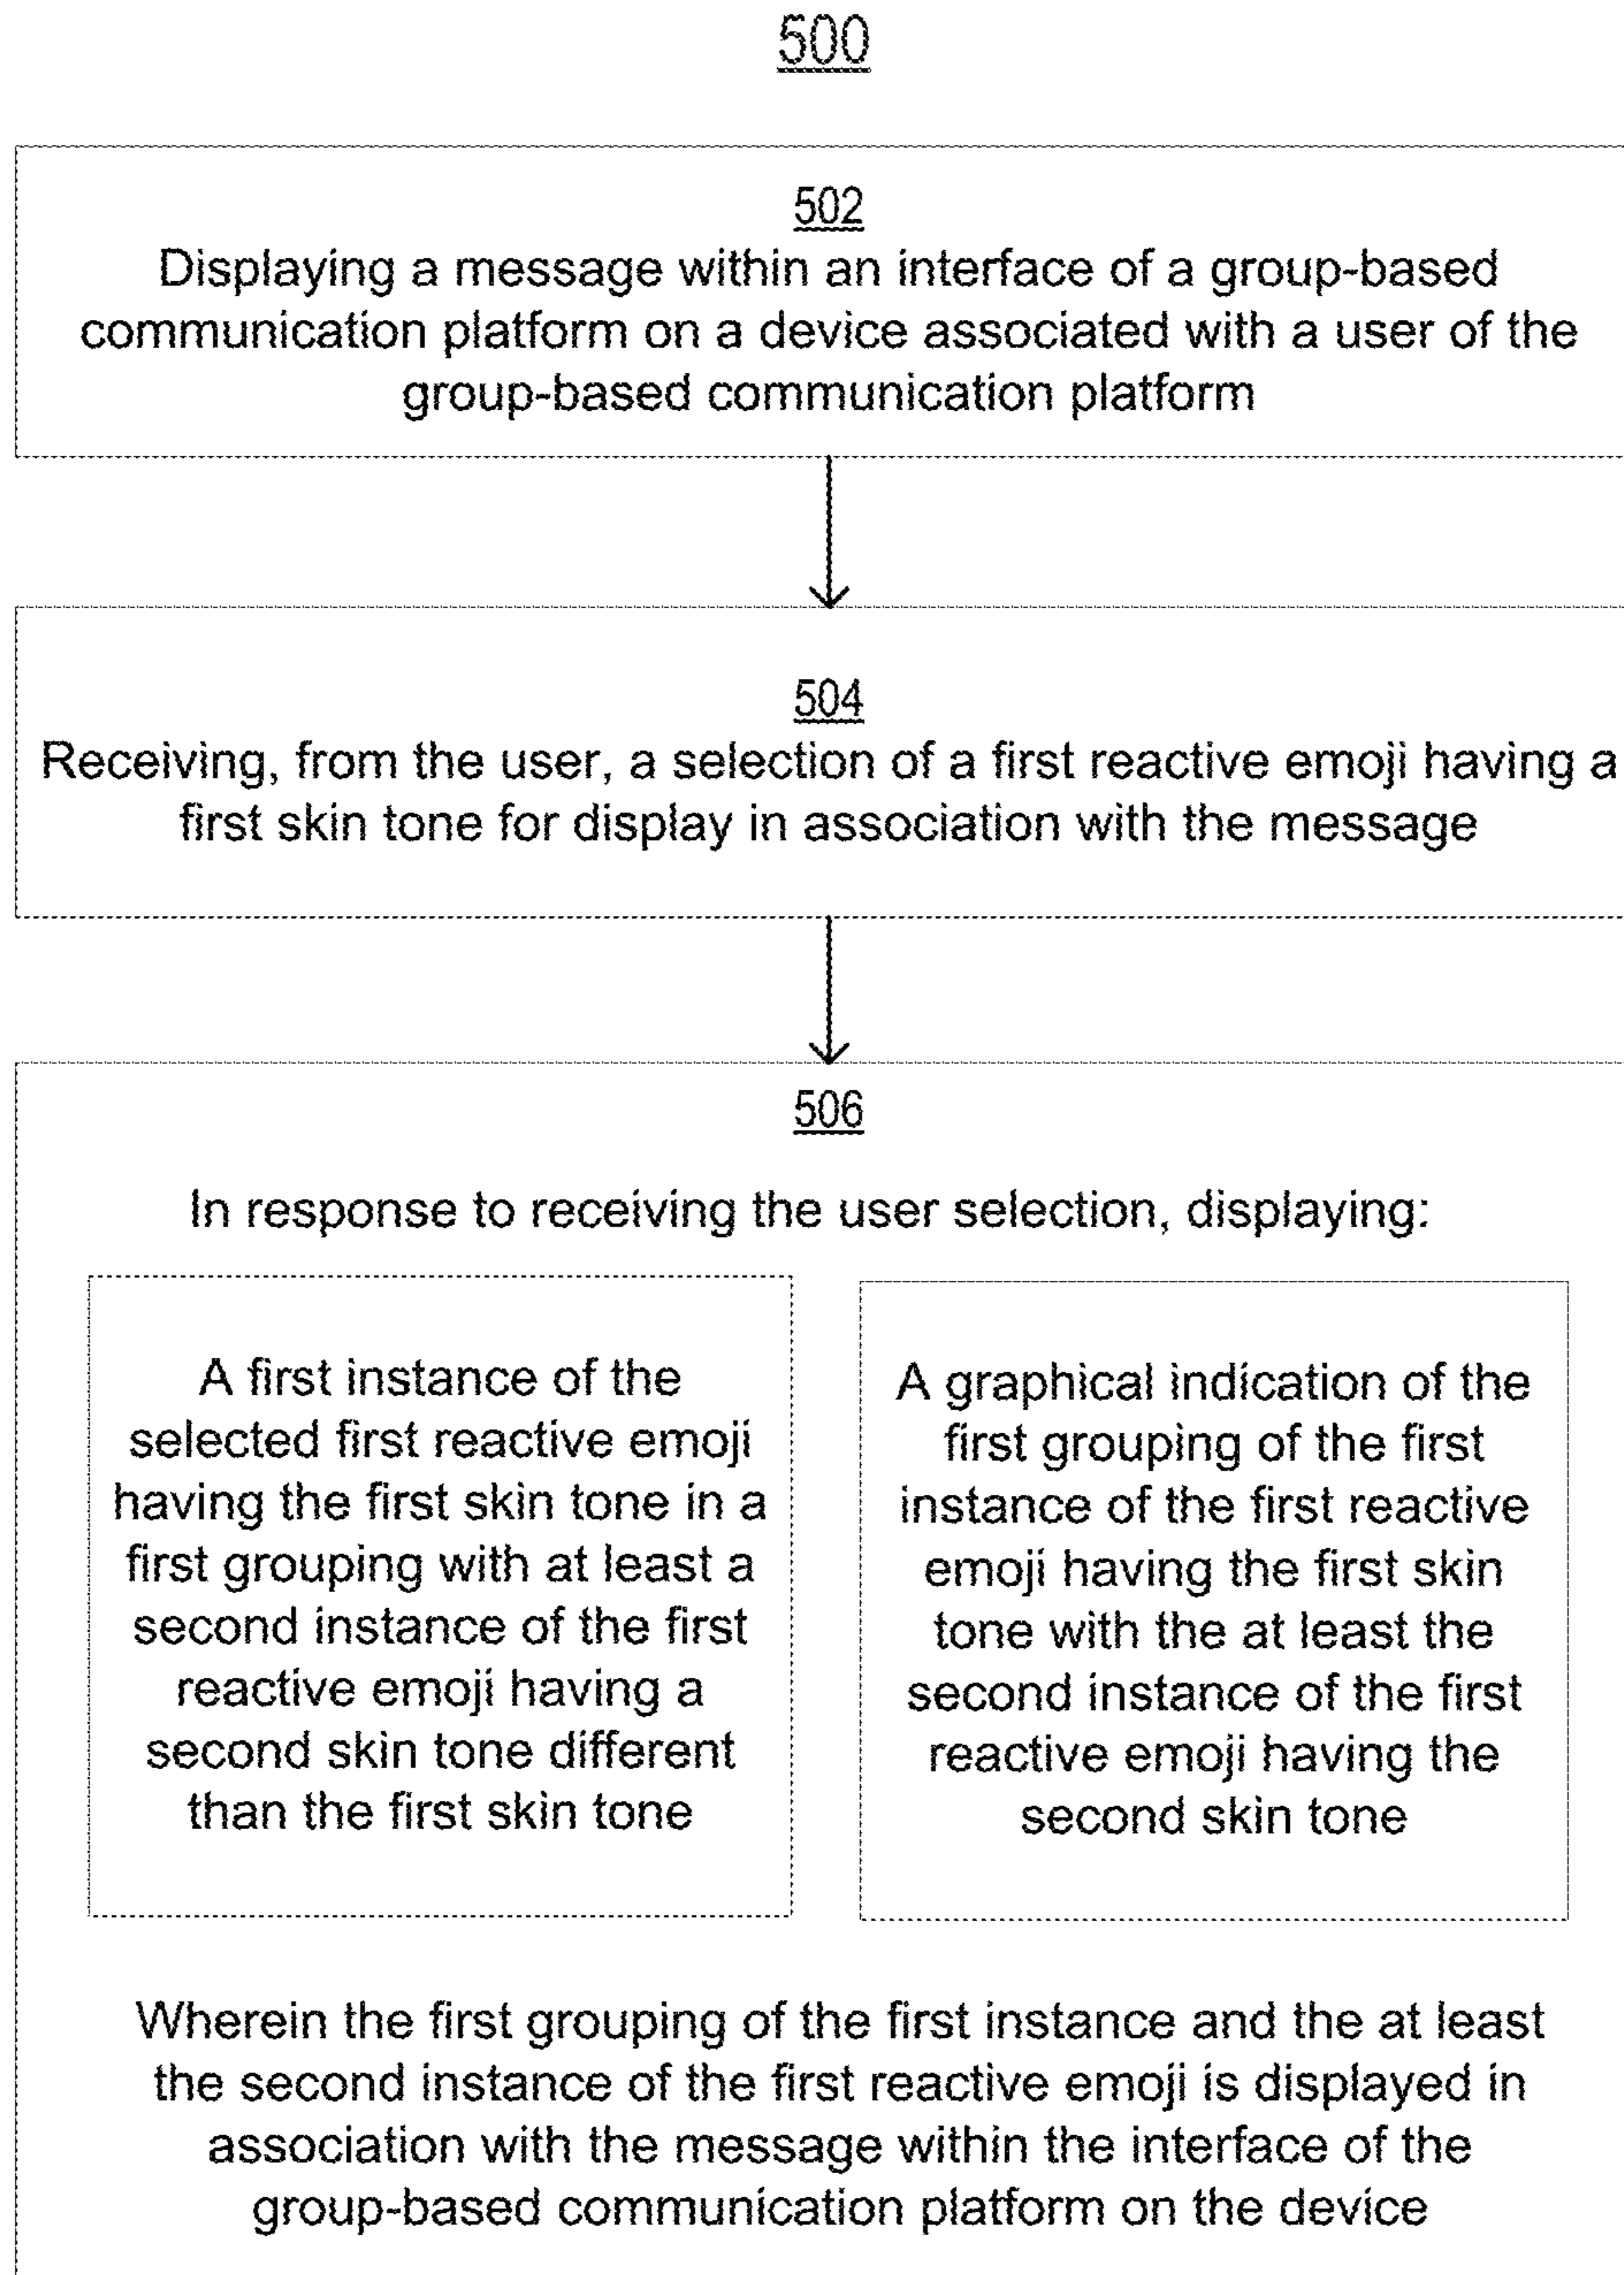 500
502
Displaying a message within an interface of a group-based
communication platform on a device associated with a user of the
group-based communication platform
504
Receiving, from the user, a selection of a first reactive emoji having a
first skin tone for display in association with the message
506
In response to receiving the user selection, displaying:
A first instance of the
selected first reactive emoji
having the first skin tone in a
first grouping with at least a
second instance of the first
reactive emoji having a
second skin tone different
than the first skin tone
A graphical indication of the
first grouping of the first
instance of the first reactive
emoji having the first skin
tone with the at least the
second instance of the first
reactive emoji having the
second skin tone
Wherein the first grouping of the first instance and the at least
the second instance of the first reactive emoji is displayed in
association with the message within the interface of the
group-based communication platform on the device